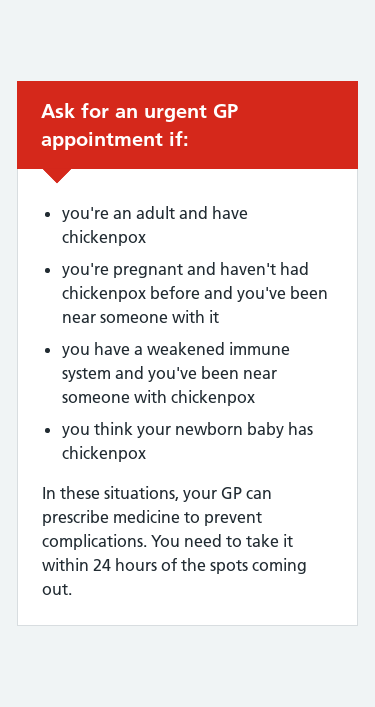 Ask for an urgent GP
appointment if:
• you're an adult and have
chickenpox
• you're pregnant and haven't had
chickenpox before and you've been
near someone with it
• you have a weakened immune
system and you've been near
someone with chickenpox
• you think your newborn baby has
chickenpox
In these situations, your GP can
prescribe medicine to prevent
complications. You need to take it
within 24 hours of the spots coming
out.